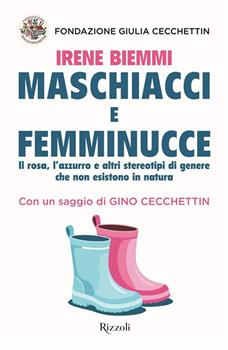 FONDAZIONE GIULIA CECCHETTIN
IRENE BIEMMI
MASCHIACCI
E
FEMMINUCCE
Il rosa, l'azzurro e altri stereotipi di genere
che non esistono in natura
Con un saggio di GINO CECCHETTIN
Rizzoli